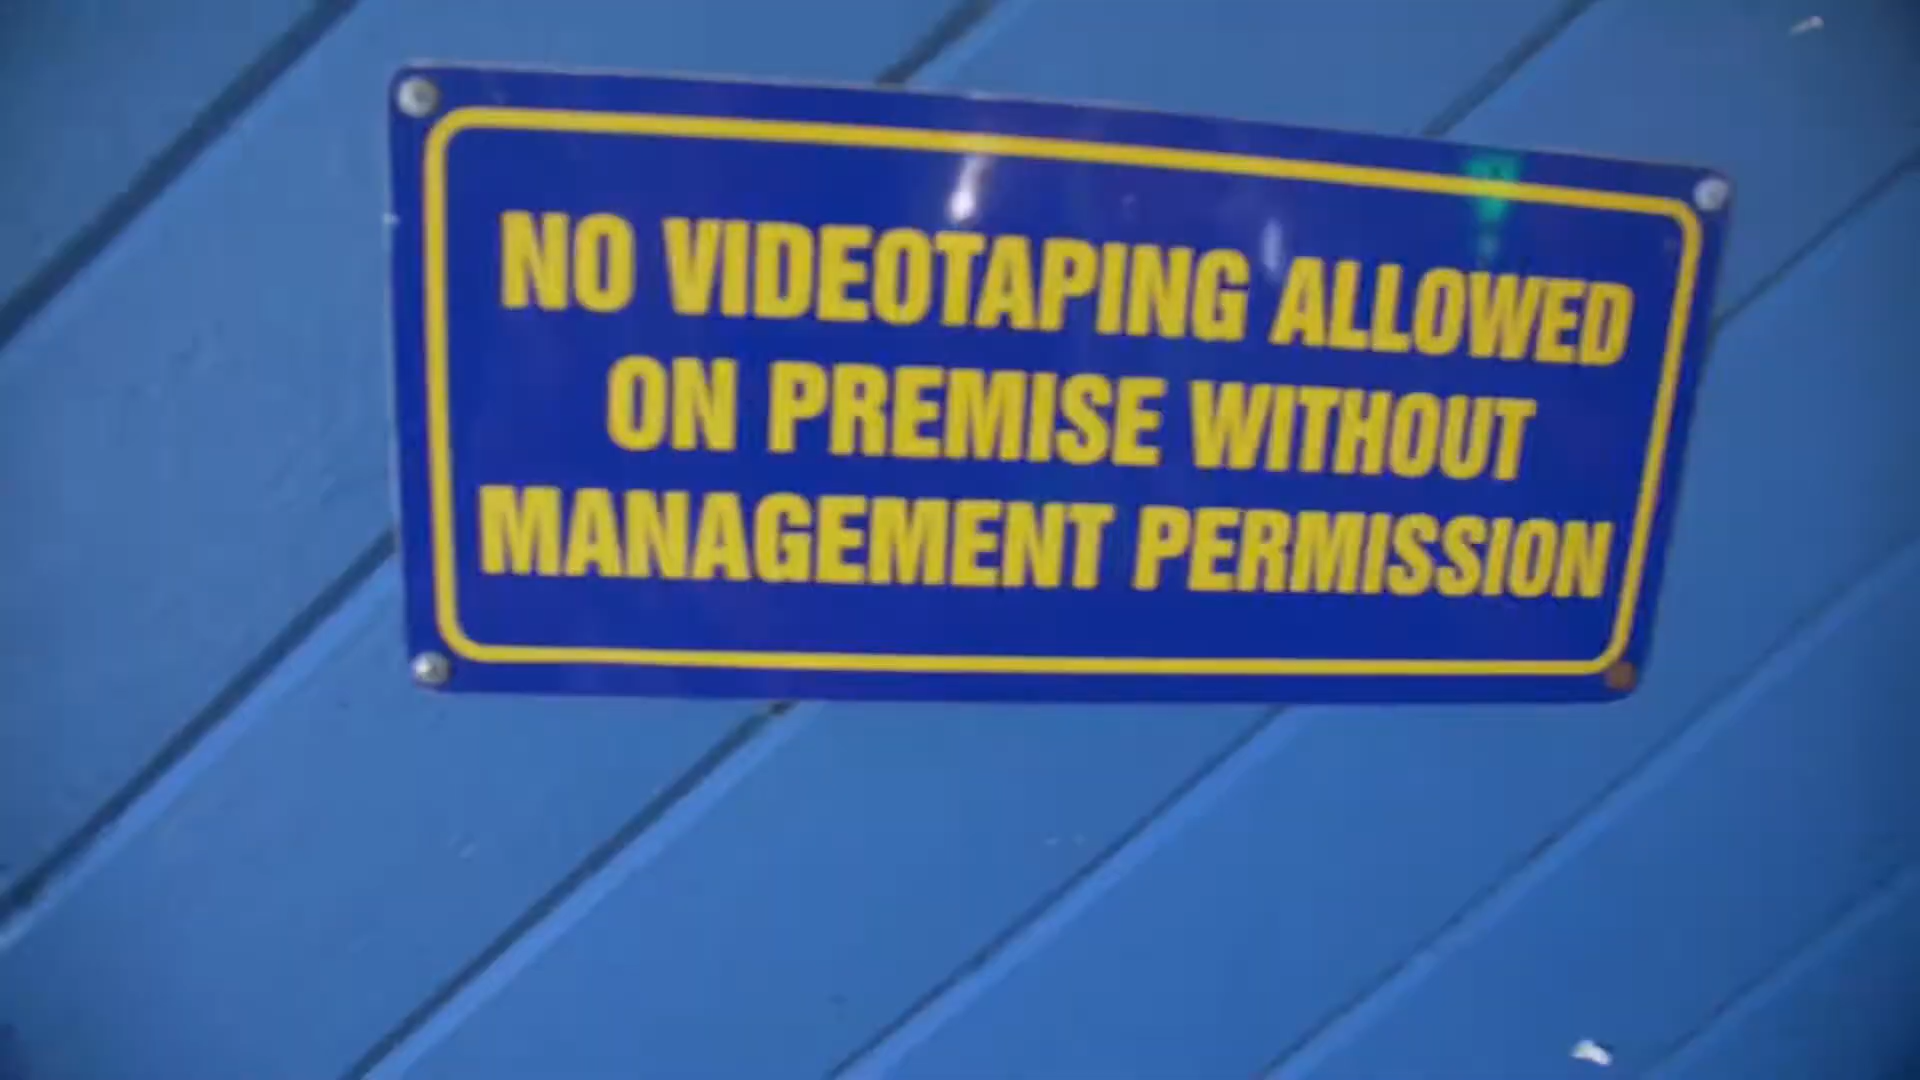 NO VIDEOTAPING ALLOWED
ON PREMISE WITHOUT
MANAGEMENT PERMISSION